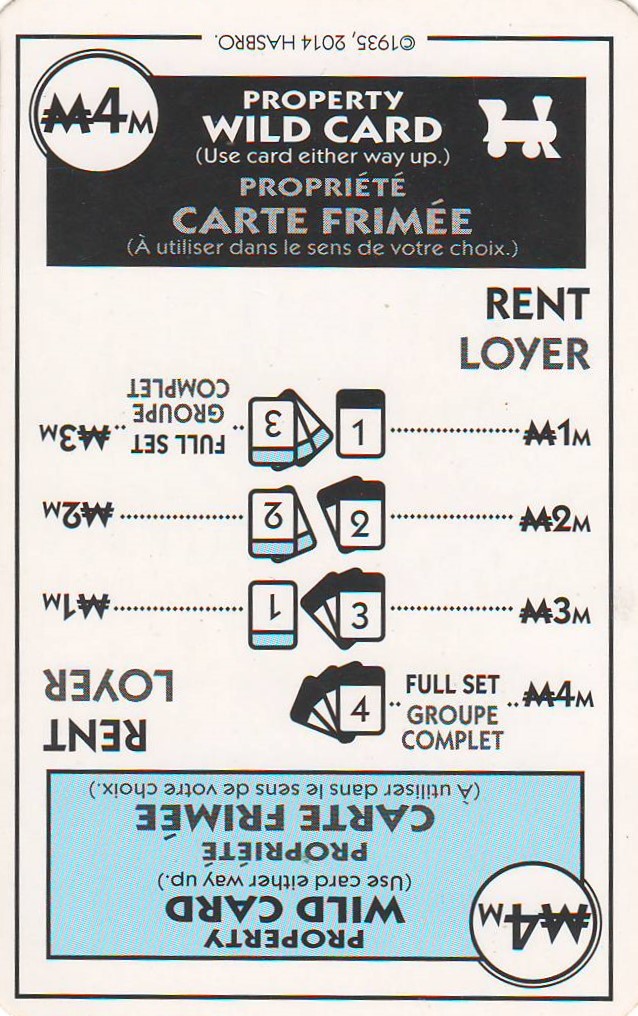 ©1935, 2014 HASBRO.
₩4M
PROPERTY
WILD CARD
(Use card either way up.)
PROPRIÉTÉ
CARTE FRIMÉE
(À utiliser dans le sens de votre choix.)
RENT
LOYER
1 ₩1M
2 ₩2M
3 ₩3M
4 FULL SET ₩4M
GROUPE
COMPLET
₩4M
PROPERTY
WILD CARD
(Use card either way up.)
PROPRIÉTÉ
CARTE FRIMÉE
(À utiliser dans le sens de votre choix.)
RENT
LOYER
1 ₩1M
2 ₩2M
3 FULL SET ₩3M
GROUPE
COMPLET